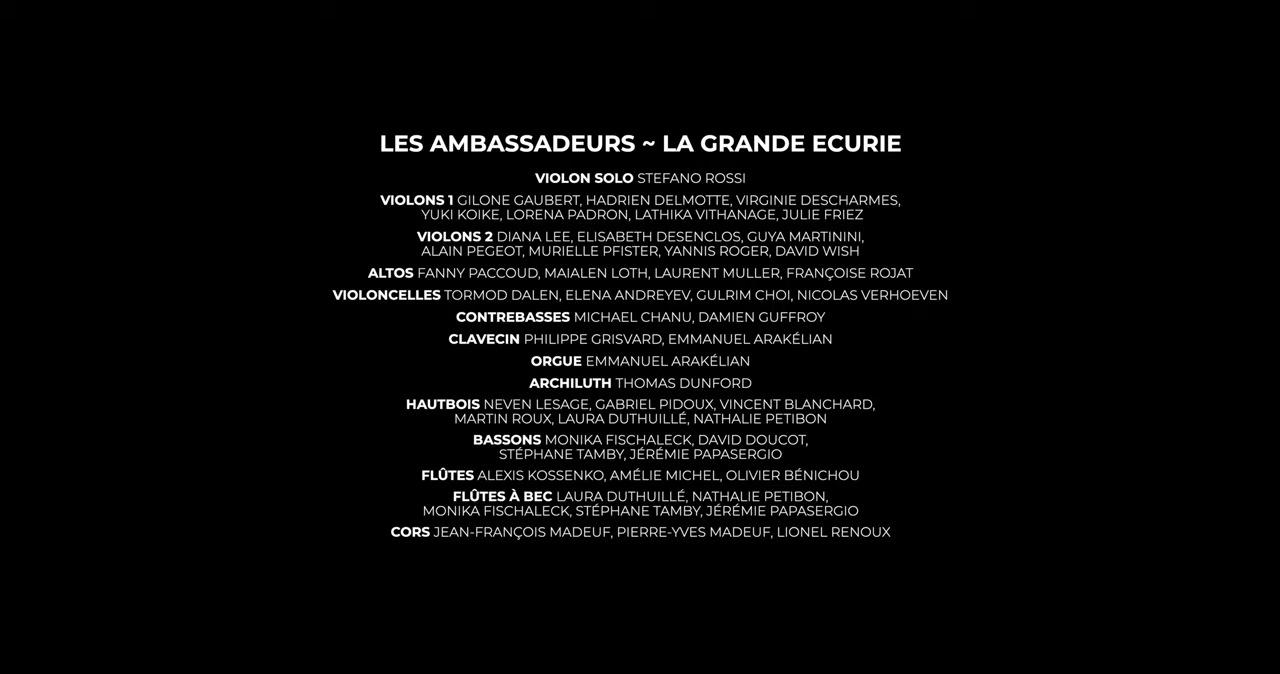 LES AMBASSADEURS ~ LA GRANDE ECURIE
VIOLON SOLO STEFANO ROSSI
VIOLONS 1 GILONE GAUBERT, HADRIEN DELMOTTE, VIRGINIE DESCHARMES,
YUKI KOIKE, LORENA PADRON, LATHIKA VITHANAGE, JULIE FRIEZ
VIOLONS 2 DIANA LEE, ELISABETH DESENCLOS, GUYA MARTININI,
ALAIN PEGEOT, MURIELLE PFISTER, YANNIS ROGER, DAVID WISH
ALTOS FANNY PACCOUD, MAIALEN LOTH, LAURENT MULLER, FRANÇOISE ROJAT
VIOLONCELLES TORMOD DALEN, ELENA ANDREYEV, GULRIM CHOI, NICOLAS VERHOEVEN
CONTREBASSES MICHAEL CHANU, DAMIEN GUFFROY
CLAVECIN PHILIPPE GRISVARD, EMMANUEL ARAKÉLIAN
ORGUE EMMANUEL ARAKÉLIAN
ARCHILUTH THOMAS DUNFORD
HAUTBOIS NEVEN LESAGE, GABRIEL PIDOUX, VINCENT BLANCHARD,
MARTIN ROUX, LAURA DUTHUILLÉ, NATHALIE PETIBON
BASSONS MONIKA FISCHALECK, DAVID DOUCOT,
STÉPHANE TAMBY, JÉRÉMIE PAPASERGIO
FLÛTES ALEXIS KOSSENKO, AMÉLIE MICHEL, OLIVIER BÉNICHOU
FLÛTES À BEC LAURA DUTHUILLÉ, NATHALIE PETIBON,
MONIKA FISCHALECK, STÉPHANE TAMBY, JÉRÉMIE PAPASERGIO
CORS JEAN-FRANÇOIS MADEUF, PIERRE-YVES MADEUF, LIONEL RENOUX